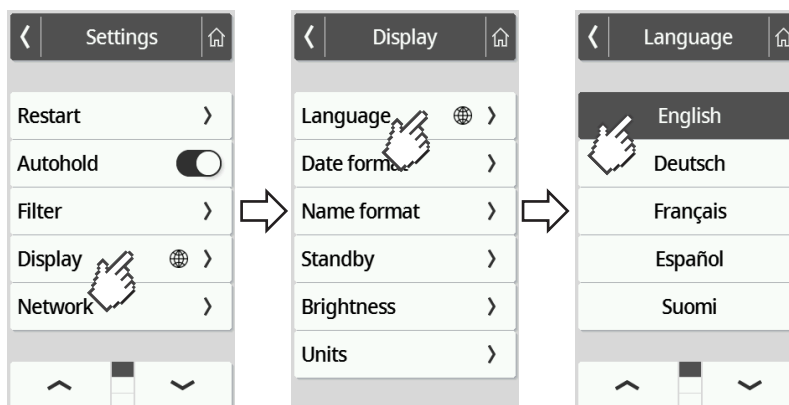 Settings
Restart
Autohold
Filter
Display
Network
Display
Language
Date format
Name format
Standby
Brightness
Units
Language
English
Deutsch
Français
Español
Suomi